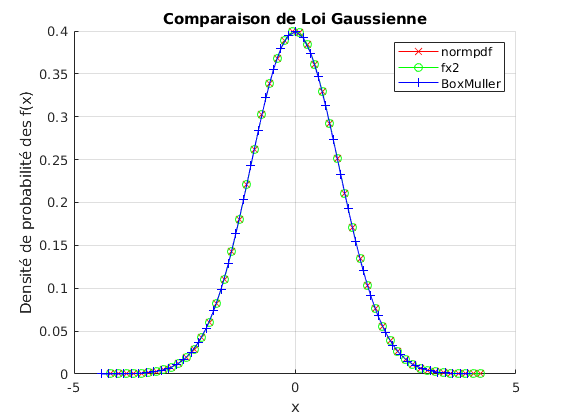 Comparaison de Loi Gaussienne
normpdf
fx2
BoxMuller
Densité de probabilité des f(x)
0.4
0.35
0.3
0.25
0.2
0.15
0.1
0.05
0
-5
0
5
x